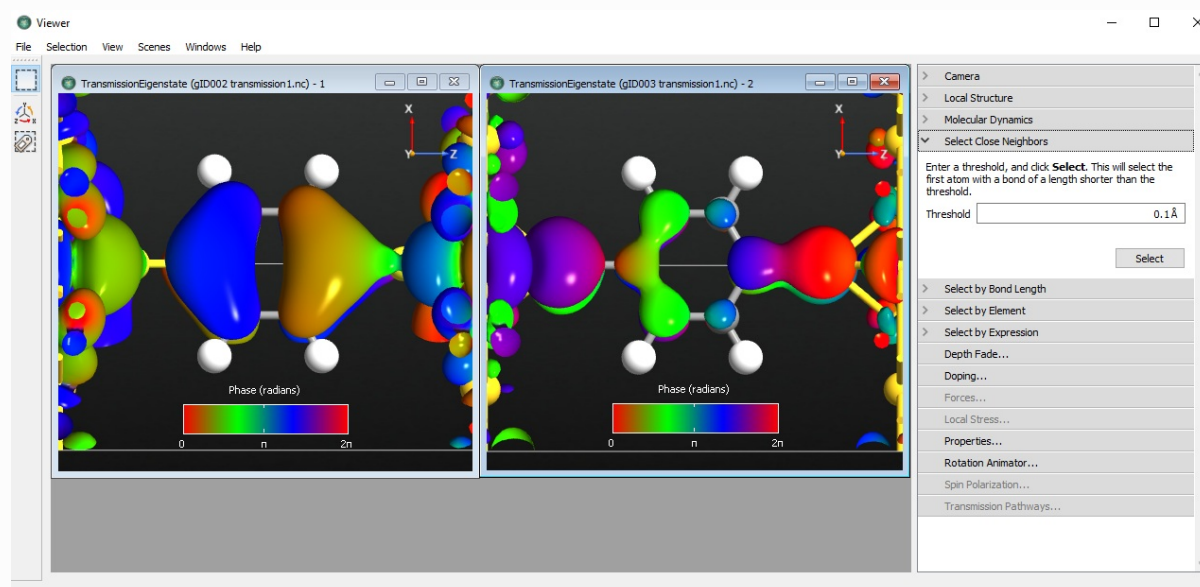 Viewer
File Selection View Scenes Windows Help
TransmissionEigenstate (gID002 transmission1.nc) - 1
X
Y
Z
Phase (radians)
0 π 2π
TransmissionEigenstate (gID003 transmission1.nc) - 2
X
Y
Z
Phase (radians)
0 π 2π
Camera
Local Structure
Molecular Dynamics
Select Close Neighbors
Enter a threshold, and click Select. This will select the
first atom with a bond of a length shorter than the
threshold.
Threshold 0.1Å
Select
Select by Bond Length
Select by Element
Select by Expression
Depth Fade...
Doping...
Forces...
Local Stress...
Properties...
Rotation Animator...
Spin Polarization...
Transmission Pathways...